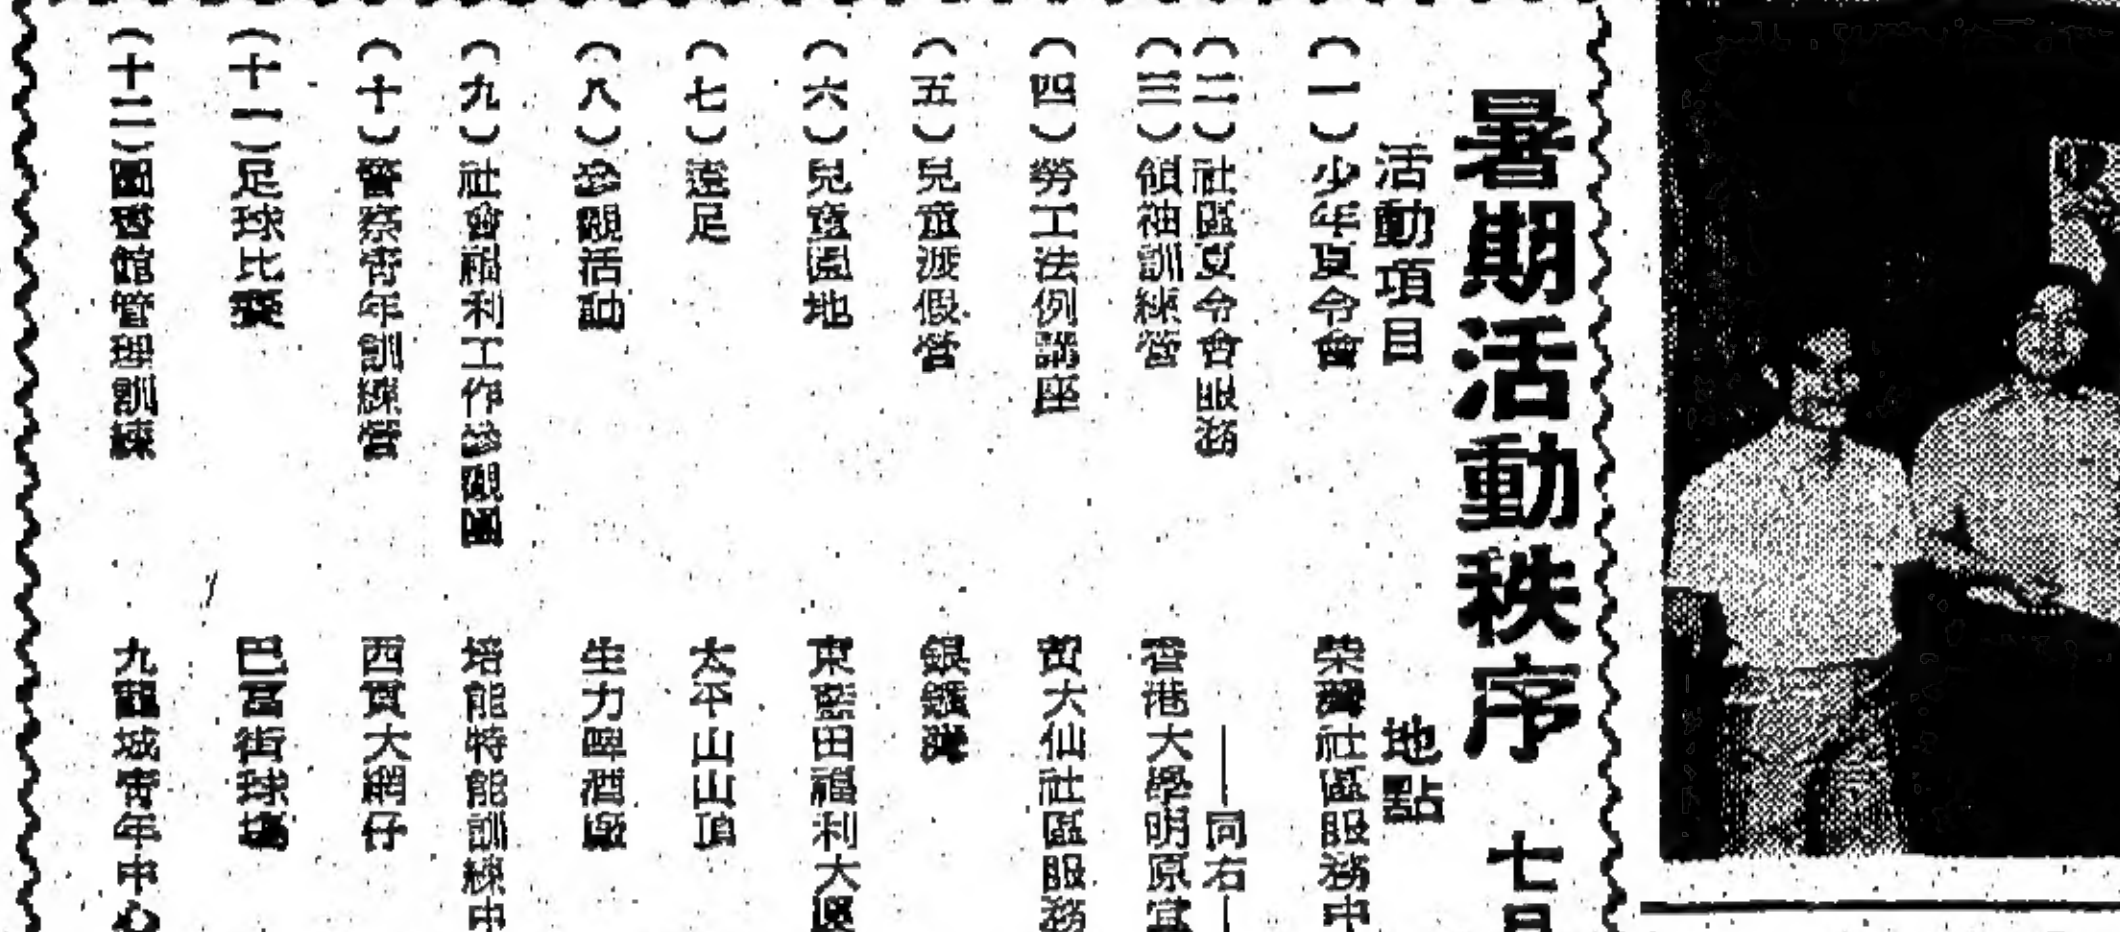 暑期活動秩序 七月
活動項目 地點
(一)少年夏令會 榮灣社區服務中
(二)社區夏令會服務 ——同右—
(三)領袖訓練營 香港大學明原堂
(四)勞工法例講座 黃大仙社區服務
(五)兒童渡假營 銀鑛灣
(六)兒童園地 東藍田福利大廈
(七)遠足 太平山山頂
(八)參觀活動 生力啤酒廠
(九)社會福利工作參觀團 培能特能訓練中
(十)警察青年訓練營 西貢大網仔
(十一)足球比賽 巴富街球場
(十二)圖書館管理訓練 九龍城青年中心